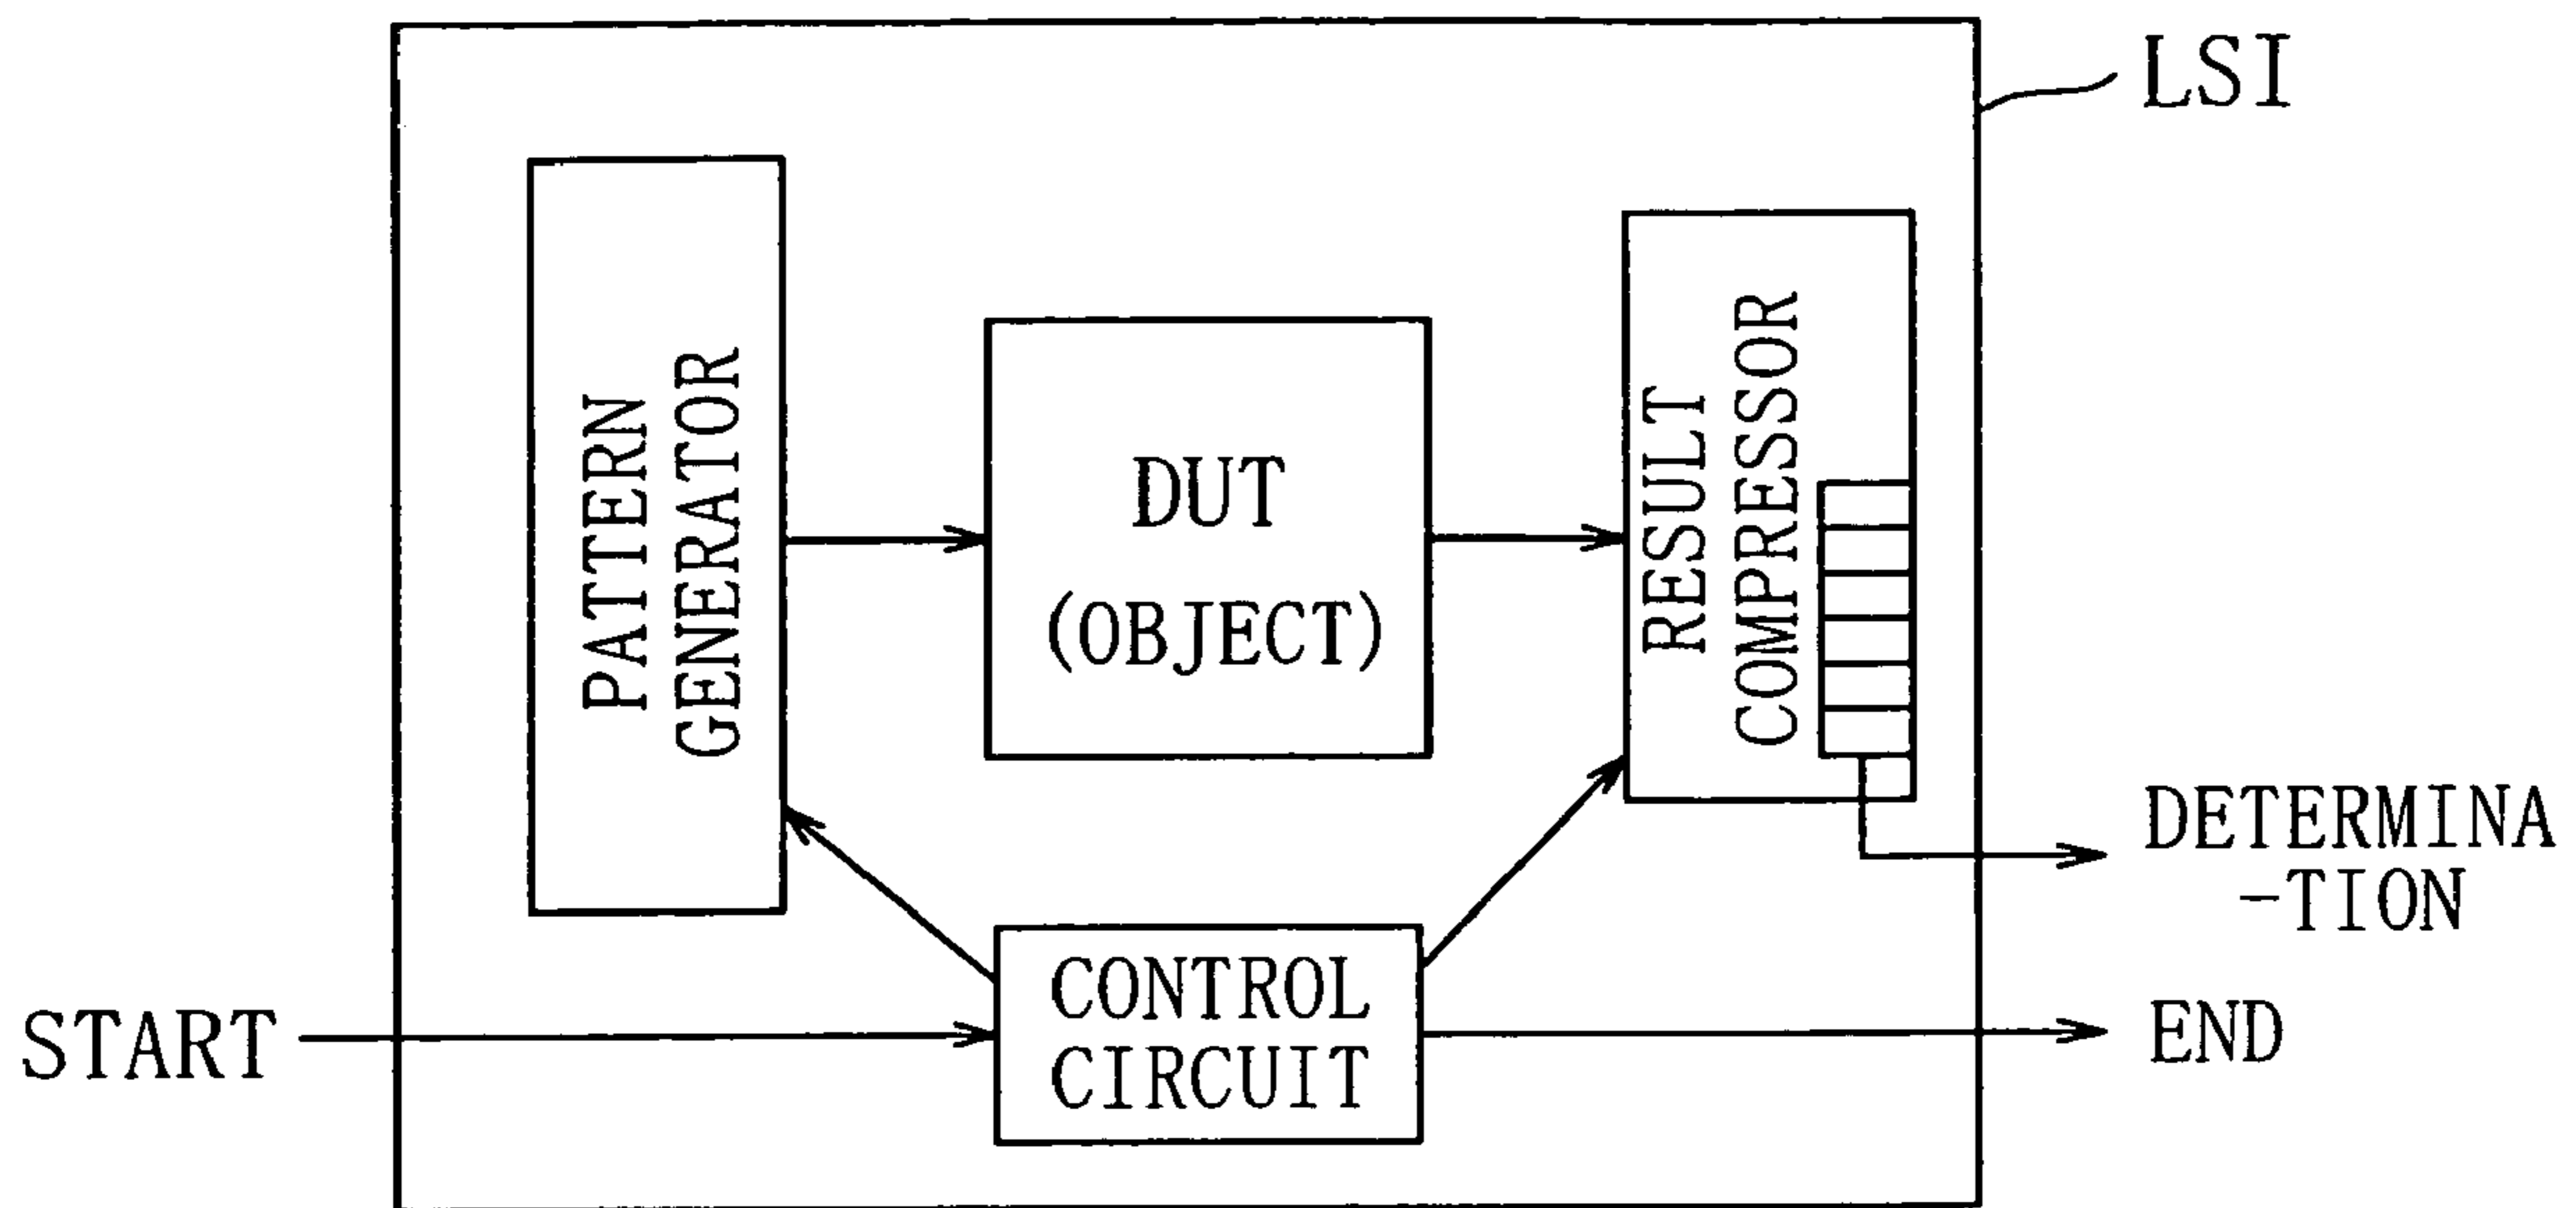 LSI
PATTERN
GENERATOR
DUT
(OBJECT)
RESULT
COMPRESSOR
DETERMINA
-TION
START
CONTROL
CIRCUIT
END